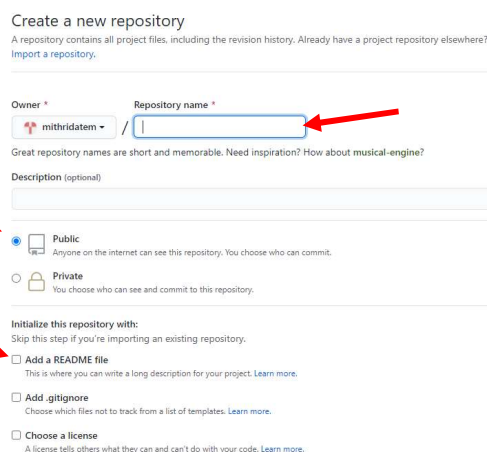 Create a new repository
A repository contains all project files, including the revision history. Already have a project repository elsewhere?
Import a repository.
Owner * Repository name *
mithridatem /
Great repository names are short and memorable. Need inspiration? How about musical-engine?
Description (optional)
Public
Anyone on the internet can see this repository. You choose who can commit.
Private
You choose who can see and commit to this repository.
Initialize this repository with:
Skip this step if you're importing an existing repository.
Add a README file
This is where you can write a long description for your project. Learn more.
Add .gitignore
Choose which files not to track from a list of templates. Learn more.
Choose a license
A license tells others what they can and can't do with your code. Learn more.